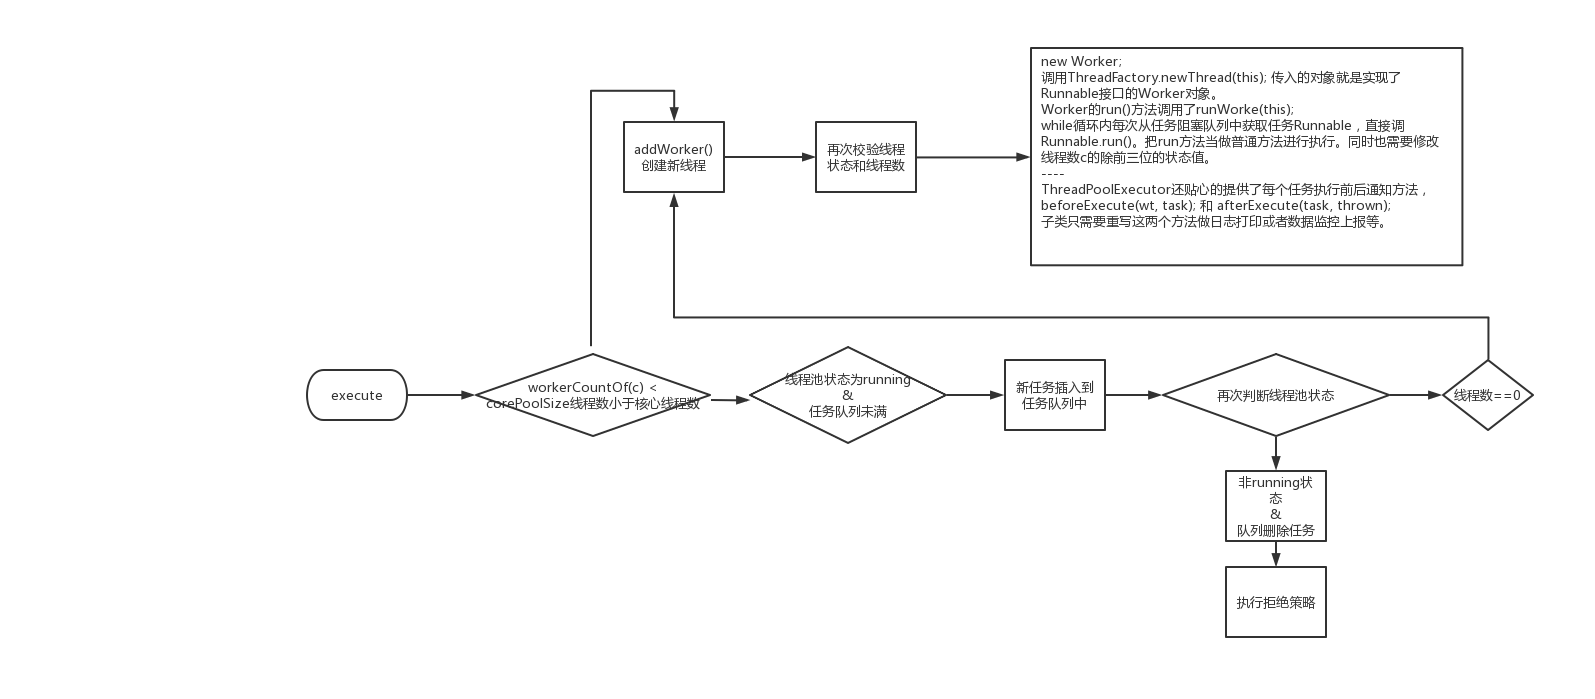 new Worker;
调用ThreadFactory.newThread(this); 传入的对象就是实现了
Runnable接口的Worker对象。
Worker的run()方法调用了runWorke(this);
while循环内每次从任务阻塞队列中获取任务Runnable，直接调
Runnable.run()。把run方法当做普通方法进行执行。同时也需要修改
线程数c的除前三位的状态值。
----
ThreadPoolExecutor还贴心的提供了每个任务执行前后通知方法，
beforeExecute(wt, task); 和 afterExecute(task, thrown);
子类只需要重写这两个方法做日志打印或者数据监控上报等。
addWorker()
创建新线程
再次校验线程
状态和线程数
execute
workerCountOf(c) <
corePoolSize线程数小于核心线程数
线程池状态为running
&
任务队列未满
新任务插入到
任务队列中
再次判断线程池状态
线程数==0
非running状
态
&
队列删除任务
执行拒绝策略